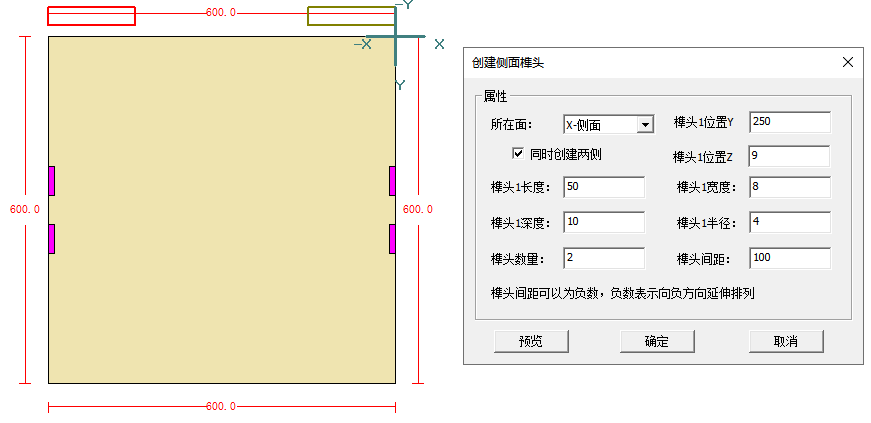 600.0
-Y
-X
X
Y
600.0
600.0
600.0
创建侧面榫头
属性
所在面：
X-侧面
榫头1位置Y
250
同时创建两侧
榫头1位置Z
9
榫头1长度：
50
榫头1宽度：
8
榫头1深度：
10
榫头1半径：
4
榫头数量：
2
榫头间距：
100
榫头间距可以为负数，负数表示向负方向延伸排列
预览
确定
取消